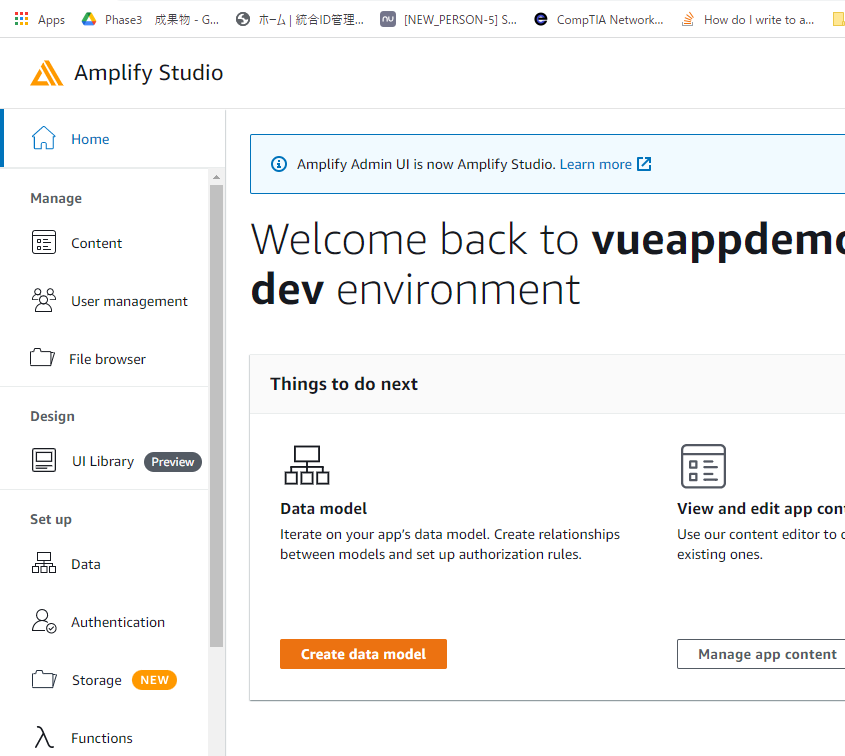 Apps
Phase3 成果物 - G...
ホーム | 統合ID管理...
nu
[NEW_PERSON-5] S...
CompTIA Network...
How do I write to a...
Amplify Studio
Home
Manage
Content
User management
File browser
Design
UI Library Preview
Set up
Data
Authentication
Storage NEW
Functions
Amplify Admin UI is now Amplify Studio. Learn more
Welcome back to vueappdemo
dev environment
Things to do next
Data model
Iterate on your app's data model. Create relationships
between models and set up authorization rules.
Create data model
View and edit app con
Use our content editor to
existing ones.
Manage app content